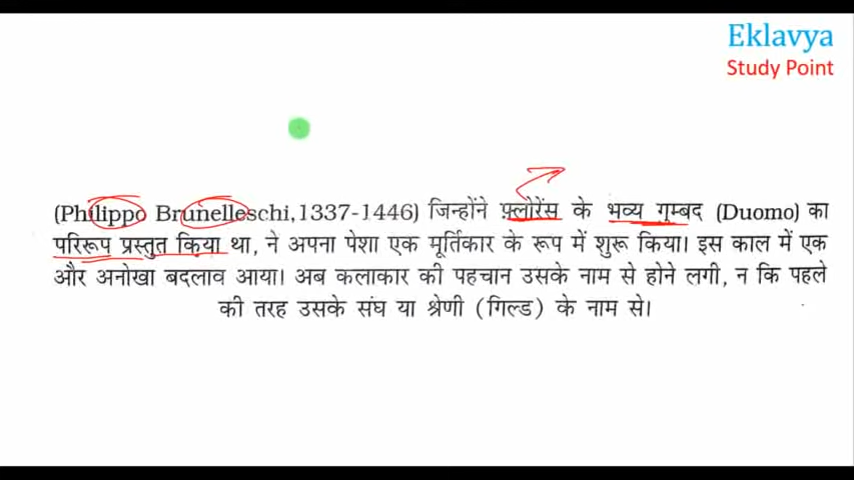 Eklavya
Study Point
(Philippo Brunelleschi,1337-1446) जिन्होंने फ़्लोरेंस के भव्य गुम्बद (Duomo) का
परिरूप प्रस्तुत किया था, ने अपना पेशा एक मूर्तिकार के रूप में शुरू किया। इस काल में एक
और अनोखा बदलाव आया। अब कलाकार की पहचान उसके नाम से होने लगी, न कि पहले
की तरह उसके संघ या श्रेणी (गिल्ड) के नाम से।